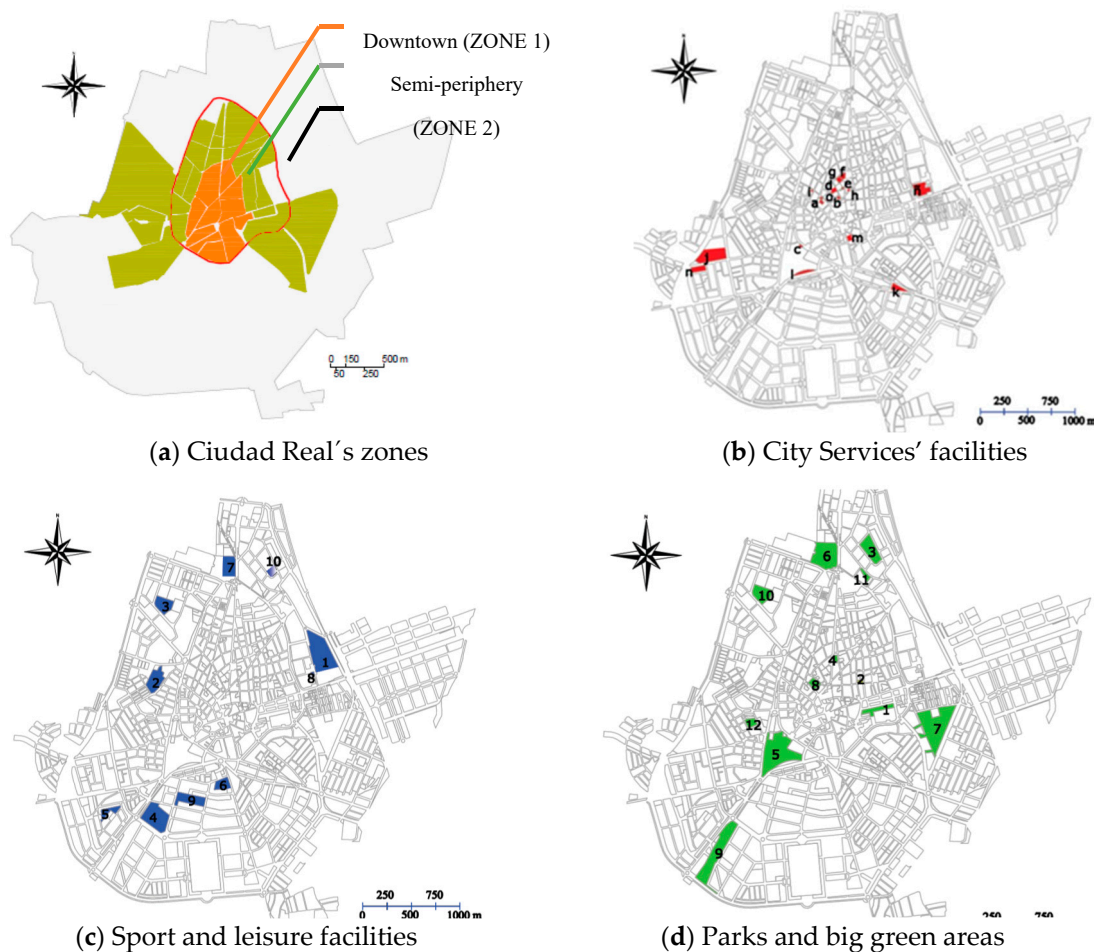 Downtown (ZONE 1)
Semi-periphery
(ZONE 2)
0 150 500 m
50 250
(a) Ciudad Real´s zones
g f
i d e
a o b h
h
c m
j
n l
k
250 750
0 500 1000 m
(b) City Services’ facilities
7 10
3
1
2 8
6
9
5 4
250 750
0 500 1000 m
(c) Sport and leisure facilities
6 3
11
10
4
8 2
1
12 7
5
9
250 750
(d) Parks and big green areas